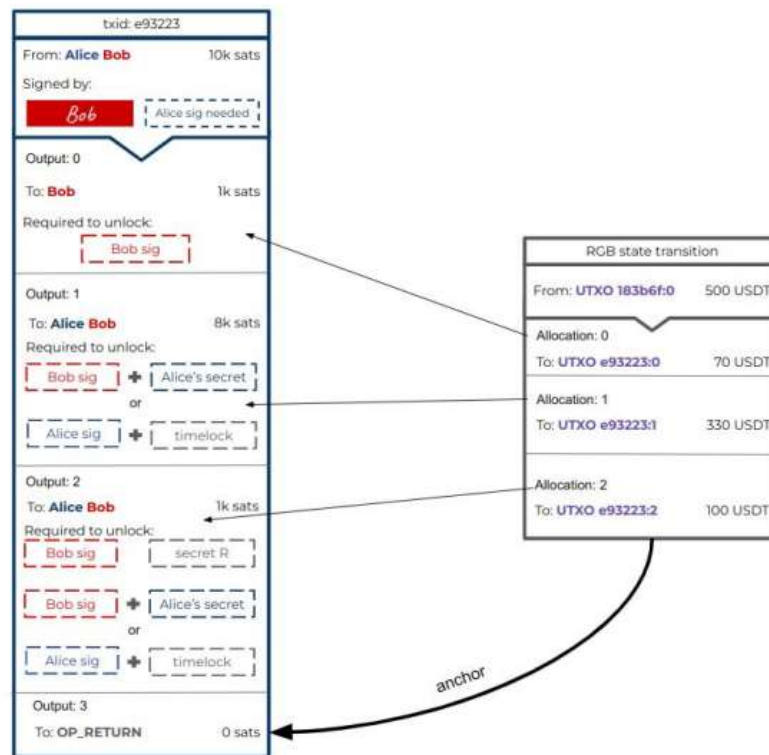 txid: e93223
From: Alice Bob 10k sats
Signed by:
Bob Alice sig needed
Output: 0
To: Bob 1k sats
Required to unlock:
Bob sig
Output: 1
To: Alice Bob 8k sats
Required to unlock:
Bob sig + Alice's secret
or
Alice sig + timelock
Output: 2
To: Alice Bob 1k sats
Required to unlock:
Bob sig secret R
Bob sig + Alice's secret
or
Alice sig + timelock
Output: 3
To: OP_RETURN 0 sats
RGB state transition
From: UTXO 183b6f:0 500 USDT
Allocation: 0
To: UTXO e93223:0 70 USDT
Allocation: 1
To: UTXO e93223:1 330 USDT
Allocation: 2
To: UTXO e93223:2 100 USDT
anchor